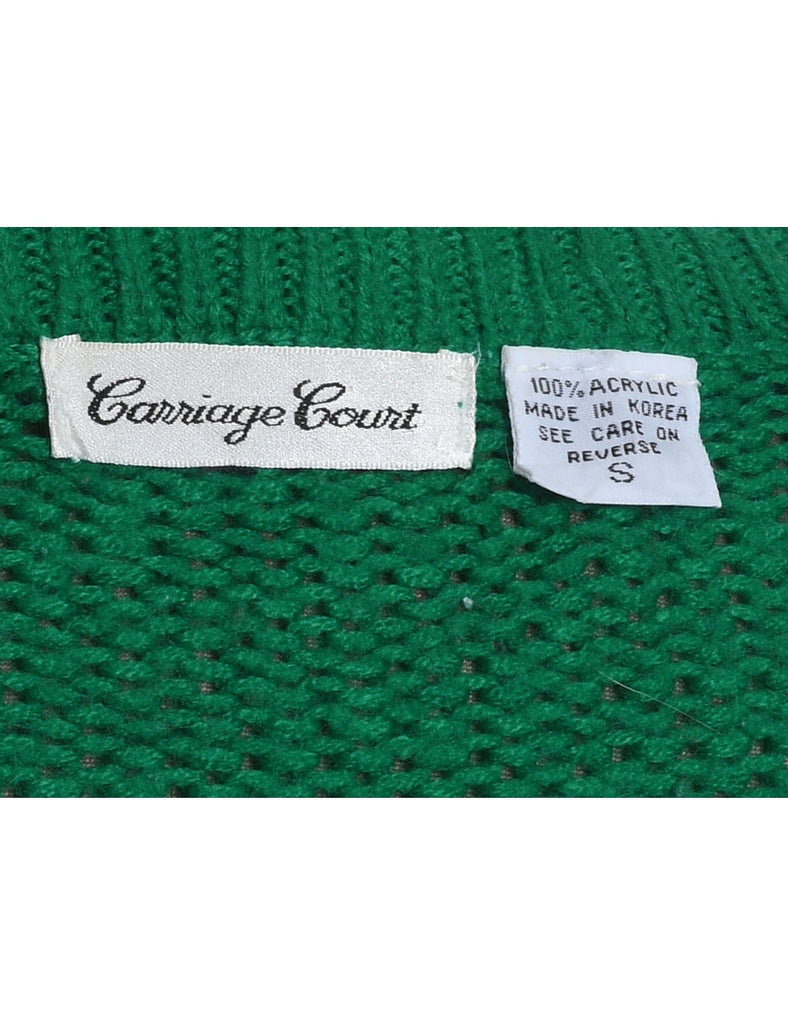 Carriage Court
100% ACRYLIC
MADE IN KOREA
SEE CARE ON
REVERSE
S